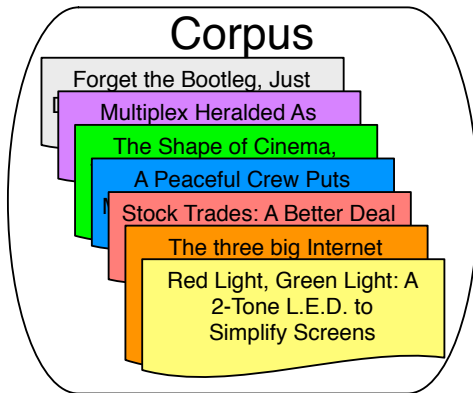 Corpus
Forget the Bootleg, Just
Multiplex Heralded As
The Shape of Cinema,
A Peaceful Crew Puts
Stock Trades: A Better Deal
The three big Internet
Red Light, Green Light: A
2-Tone L.E.D. to
Simplify Screens